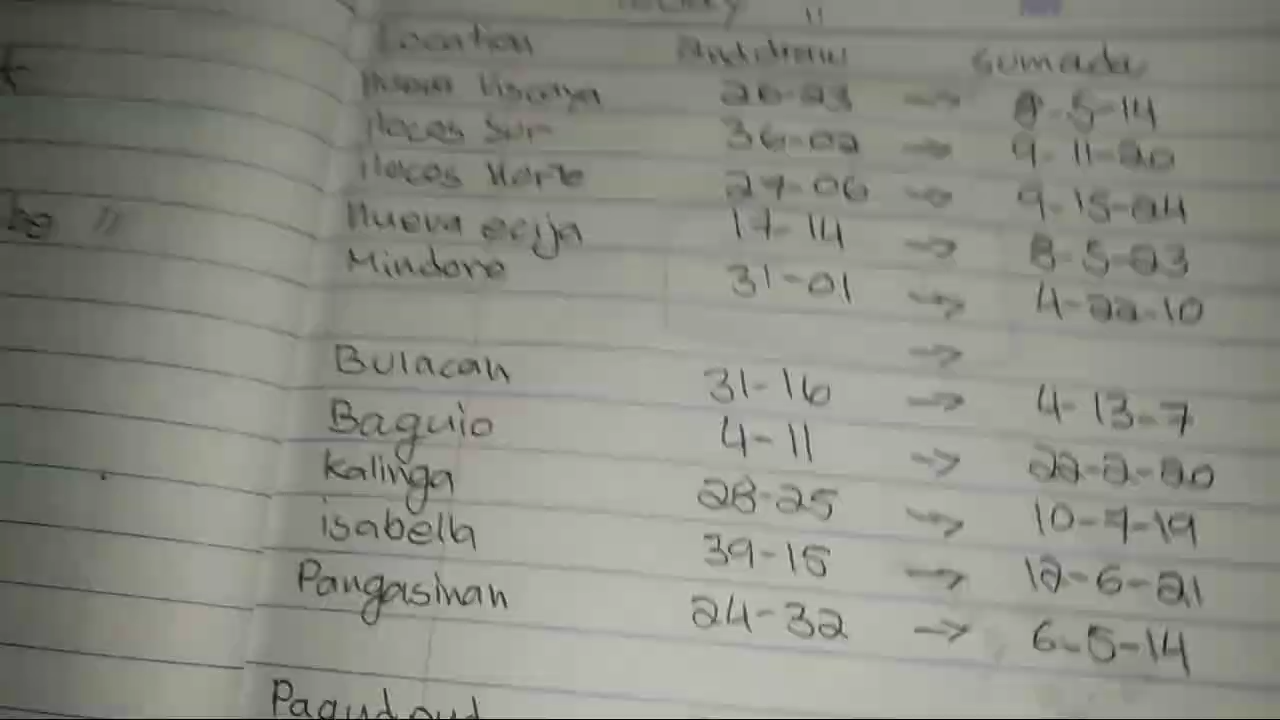 Location Sumada
Nueva Viscaya 26-23 → 8-5-14
ilocos Sur 36-02 → 9-11-20
ilocos Norte 27-06 → 9-15-24
Nueva ecija 17-14 → 8-5-23
Mindoro 31-01 → 4-22-10
→
Bulacan 31-16 → 4-13-7
Baguio 4-11 → 22-2-20
Kalinga 28-25 → 10-7-19
isabella 39-15 → 12-6-21
Pangasinan 24-32 → 6-5-14